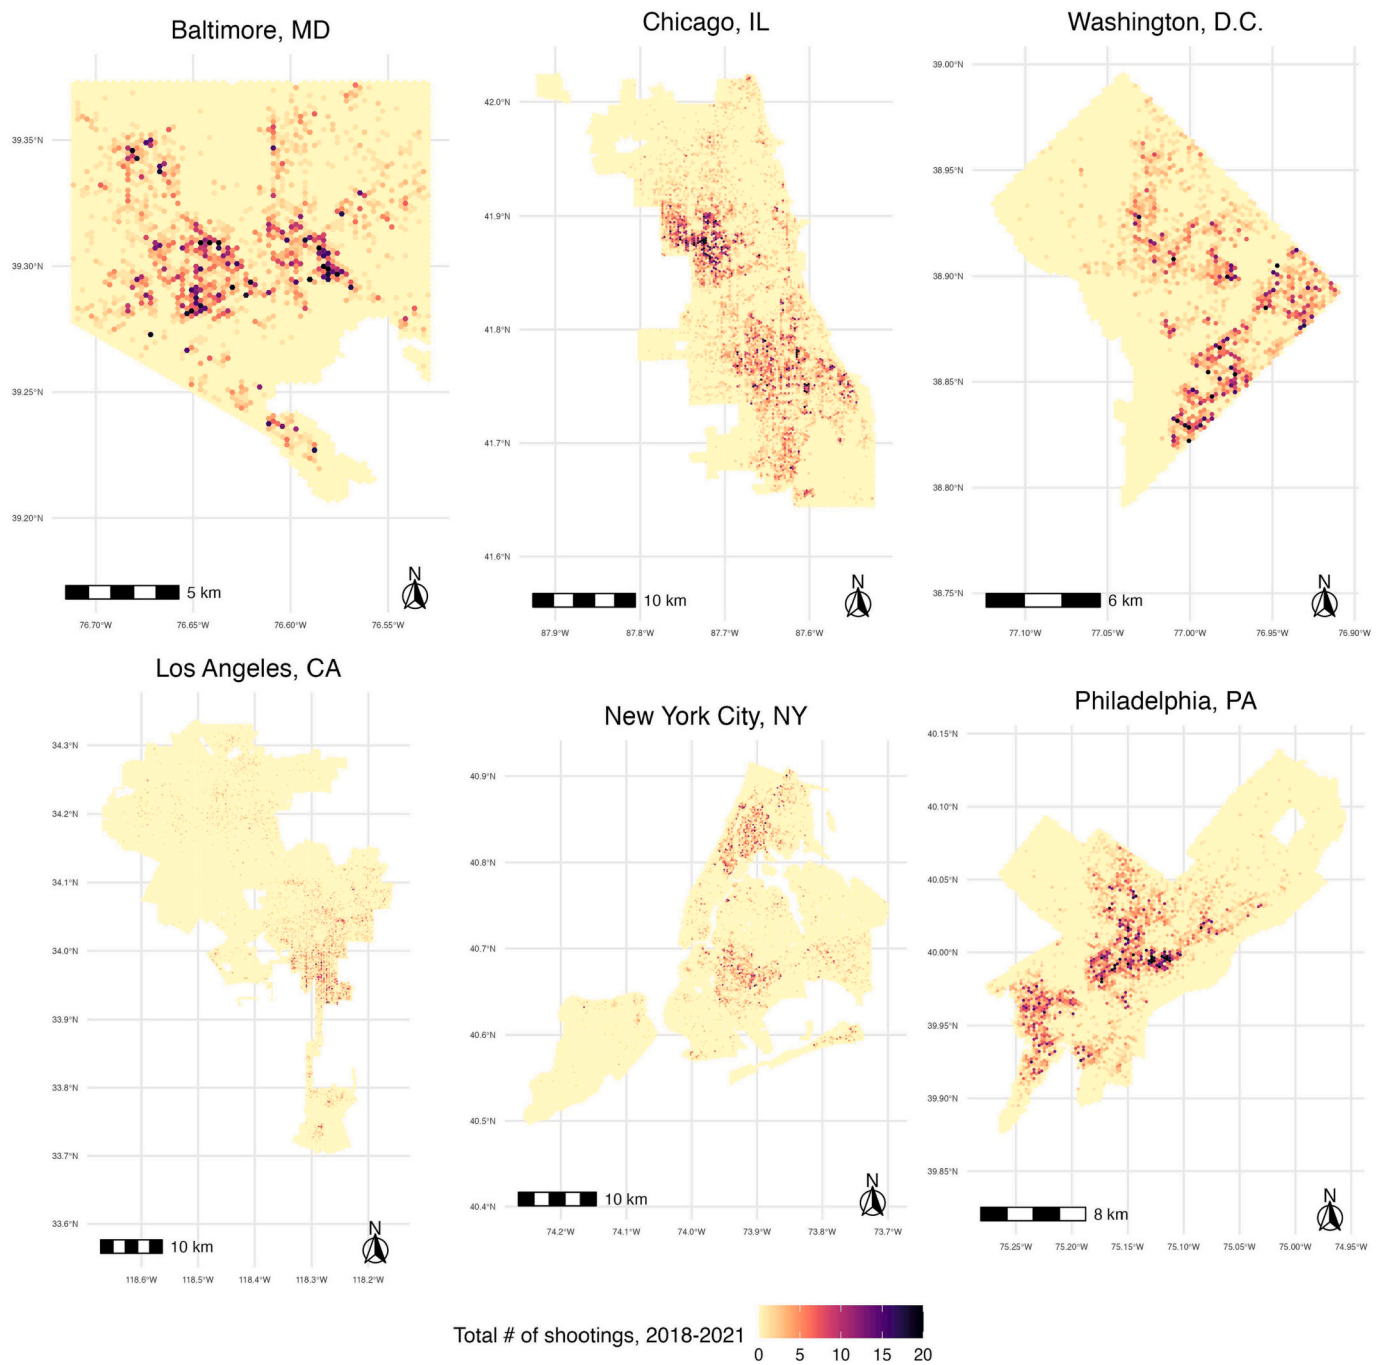 Baltimore, MD
39.35°N
39.30°N
39.25°N
39.20°N
5 km
N
76.70°W 76.65°W 76.60°W 76.55°W
Chicago, IL
42.0°N
41.9°N
41.8°N
41.7°N
41.6°N
10 km
N
87.9°W 87.8°W 87.7°W 87.6°W
Washington, D.C.
39.00°N
38.95°N
38.90°N
38.85°N
38.80°N
38.75°N
6 km
N
77.10°W 77.05°W 77.00°W 76.95°W 76.90°W
Los Angeles, CA
34.3°N
34.2°N
34.1°N
34.0°N
33.9°N
33.8°N
33.7°N
33.6°N
10 km
N
118.6°W 118.5°W 118.4°W 118.3°W 118.2°W
New York City, NY
40.9°N
40.8°N
40.7°N
40.6°N
40.5°N
40.4°N
10 km
N
74.2°W 74.1°W 74.0°W 73.9°W 73.8°W 73.7°W
Philadelphia, PA
40.15°N
40.10°N
40.05°N
40.00°N
39.95°N
39.90°N
39.85°N
8 km
N
75.25°W 75.20°W 75.15°W 75.10°W 75.05°W 75.00°W 74.95°W
Total # of shootings, 2018-2021
0 5 10 15 20